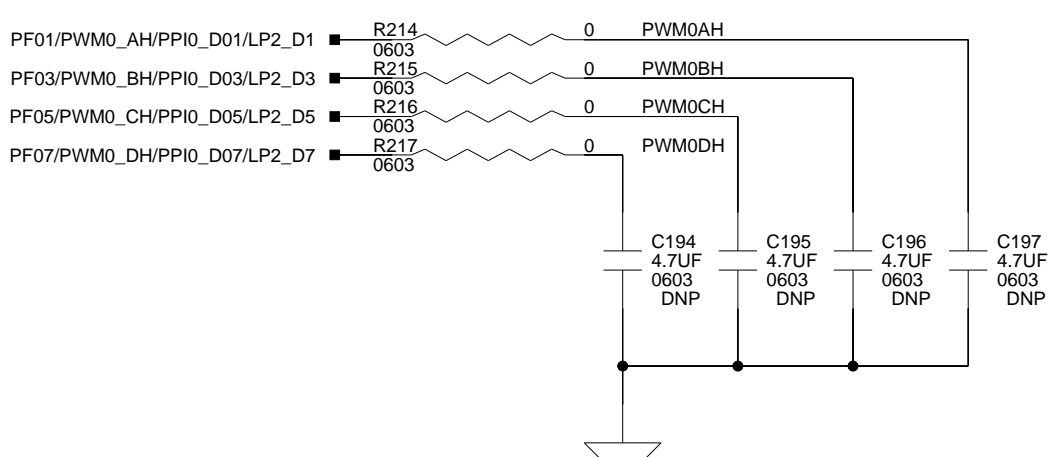 PF01/PWM0_AH/PPI0_D01/LP2_D1 R214 0 PWM0AH
0603
PF03/PWM0_BH/PPI0_D03/LP2_D3 R215 0 PWM0BH
0603
PF05/PWM0_CH/PPI0_D05/LP2_D5 R216 0 PWM0CH
0603
PF07/PWM0_DH/PPI0_D07/LP2_D7 R217 0 PWM0DH
0603
C194 C195 C196 C197
4.7UF 4.7UF 4.7UF 4.7UF
0603 0603 0603 0603
DNP DNP DNP DNP